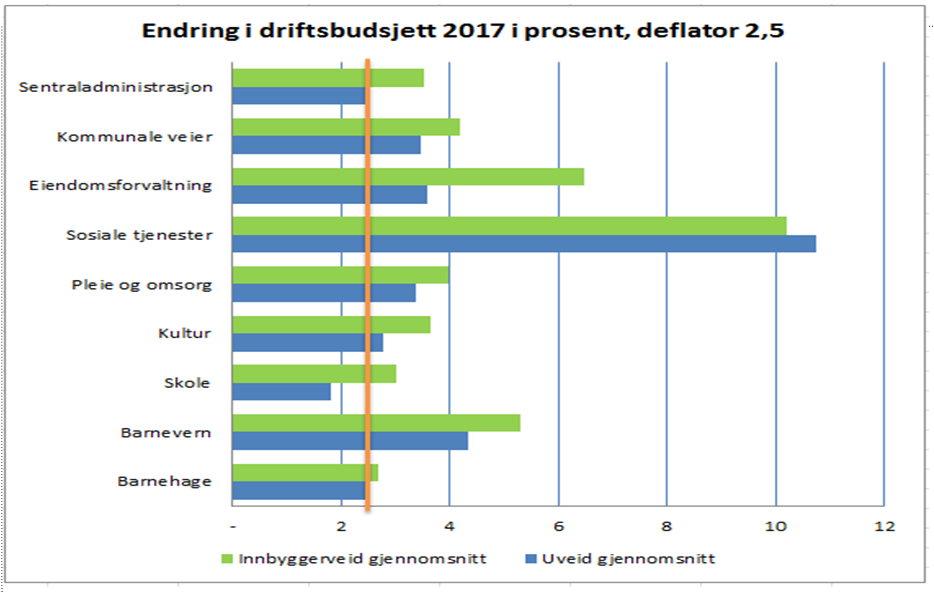 Endring i driftsbudsjett 2017 i prosent, deflator 2,5
Sentraladministrasjon
Kommunale veier
Eiendomsforvaltning
Sosiale tjenester
Pleie og omsorg
Kultur
Skole
Barnevern
Barnehage
- 2 4 6 8 10 12
Innbyggerveid gjennomsnitt Uveid gjennomsnitt